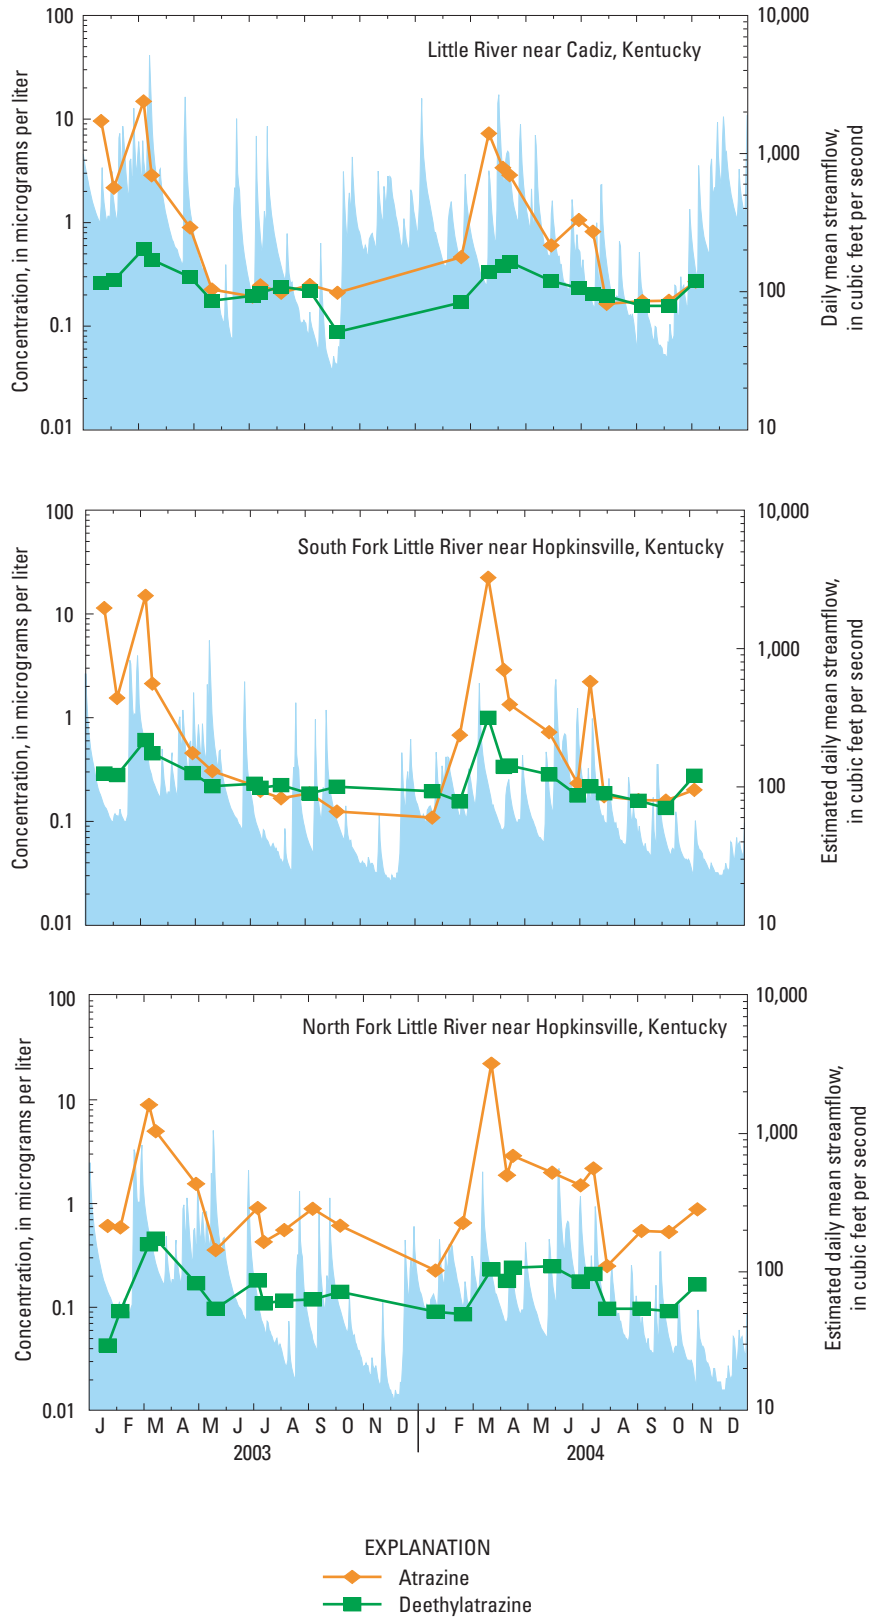 Little River near Cadiz, Kentucky
Concentration, in micrograms per liter
100
10
1
0.1
0.01
10,000
1,000
100
10
Daily mean streamflow,
in cubic feet per second
South Fork Little River near Hopkinsville, Kentucky
Concentration, in micrograms per liter
100
10
1
0.1
0.01
10,000
1,000
100
10
Estimated daily mean streamflow,
in cubic feet per second
North Fork Little River near Hopkinsville, Kentucky
Concentration, in micrograms per liter
100
10
1
0.1
0.01
10,000
1,000
100
10
Estimated daily mean streamflow,
in cubic feet per second
J F M A M J J A S O N D J F M A M J J A S O N D
2003 2004
EXPLANATION
Atrazine
Deethylatrazine